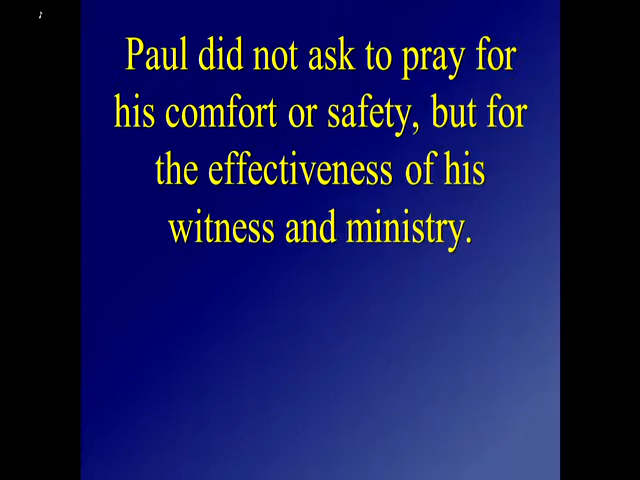 Paul did not ask to pray for
his comfort or safety, but for
the effectiveness of his
witness and ministry.